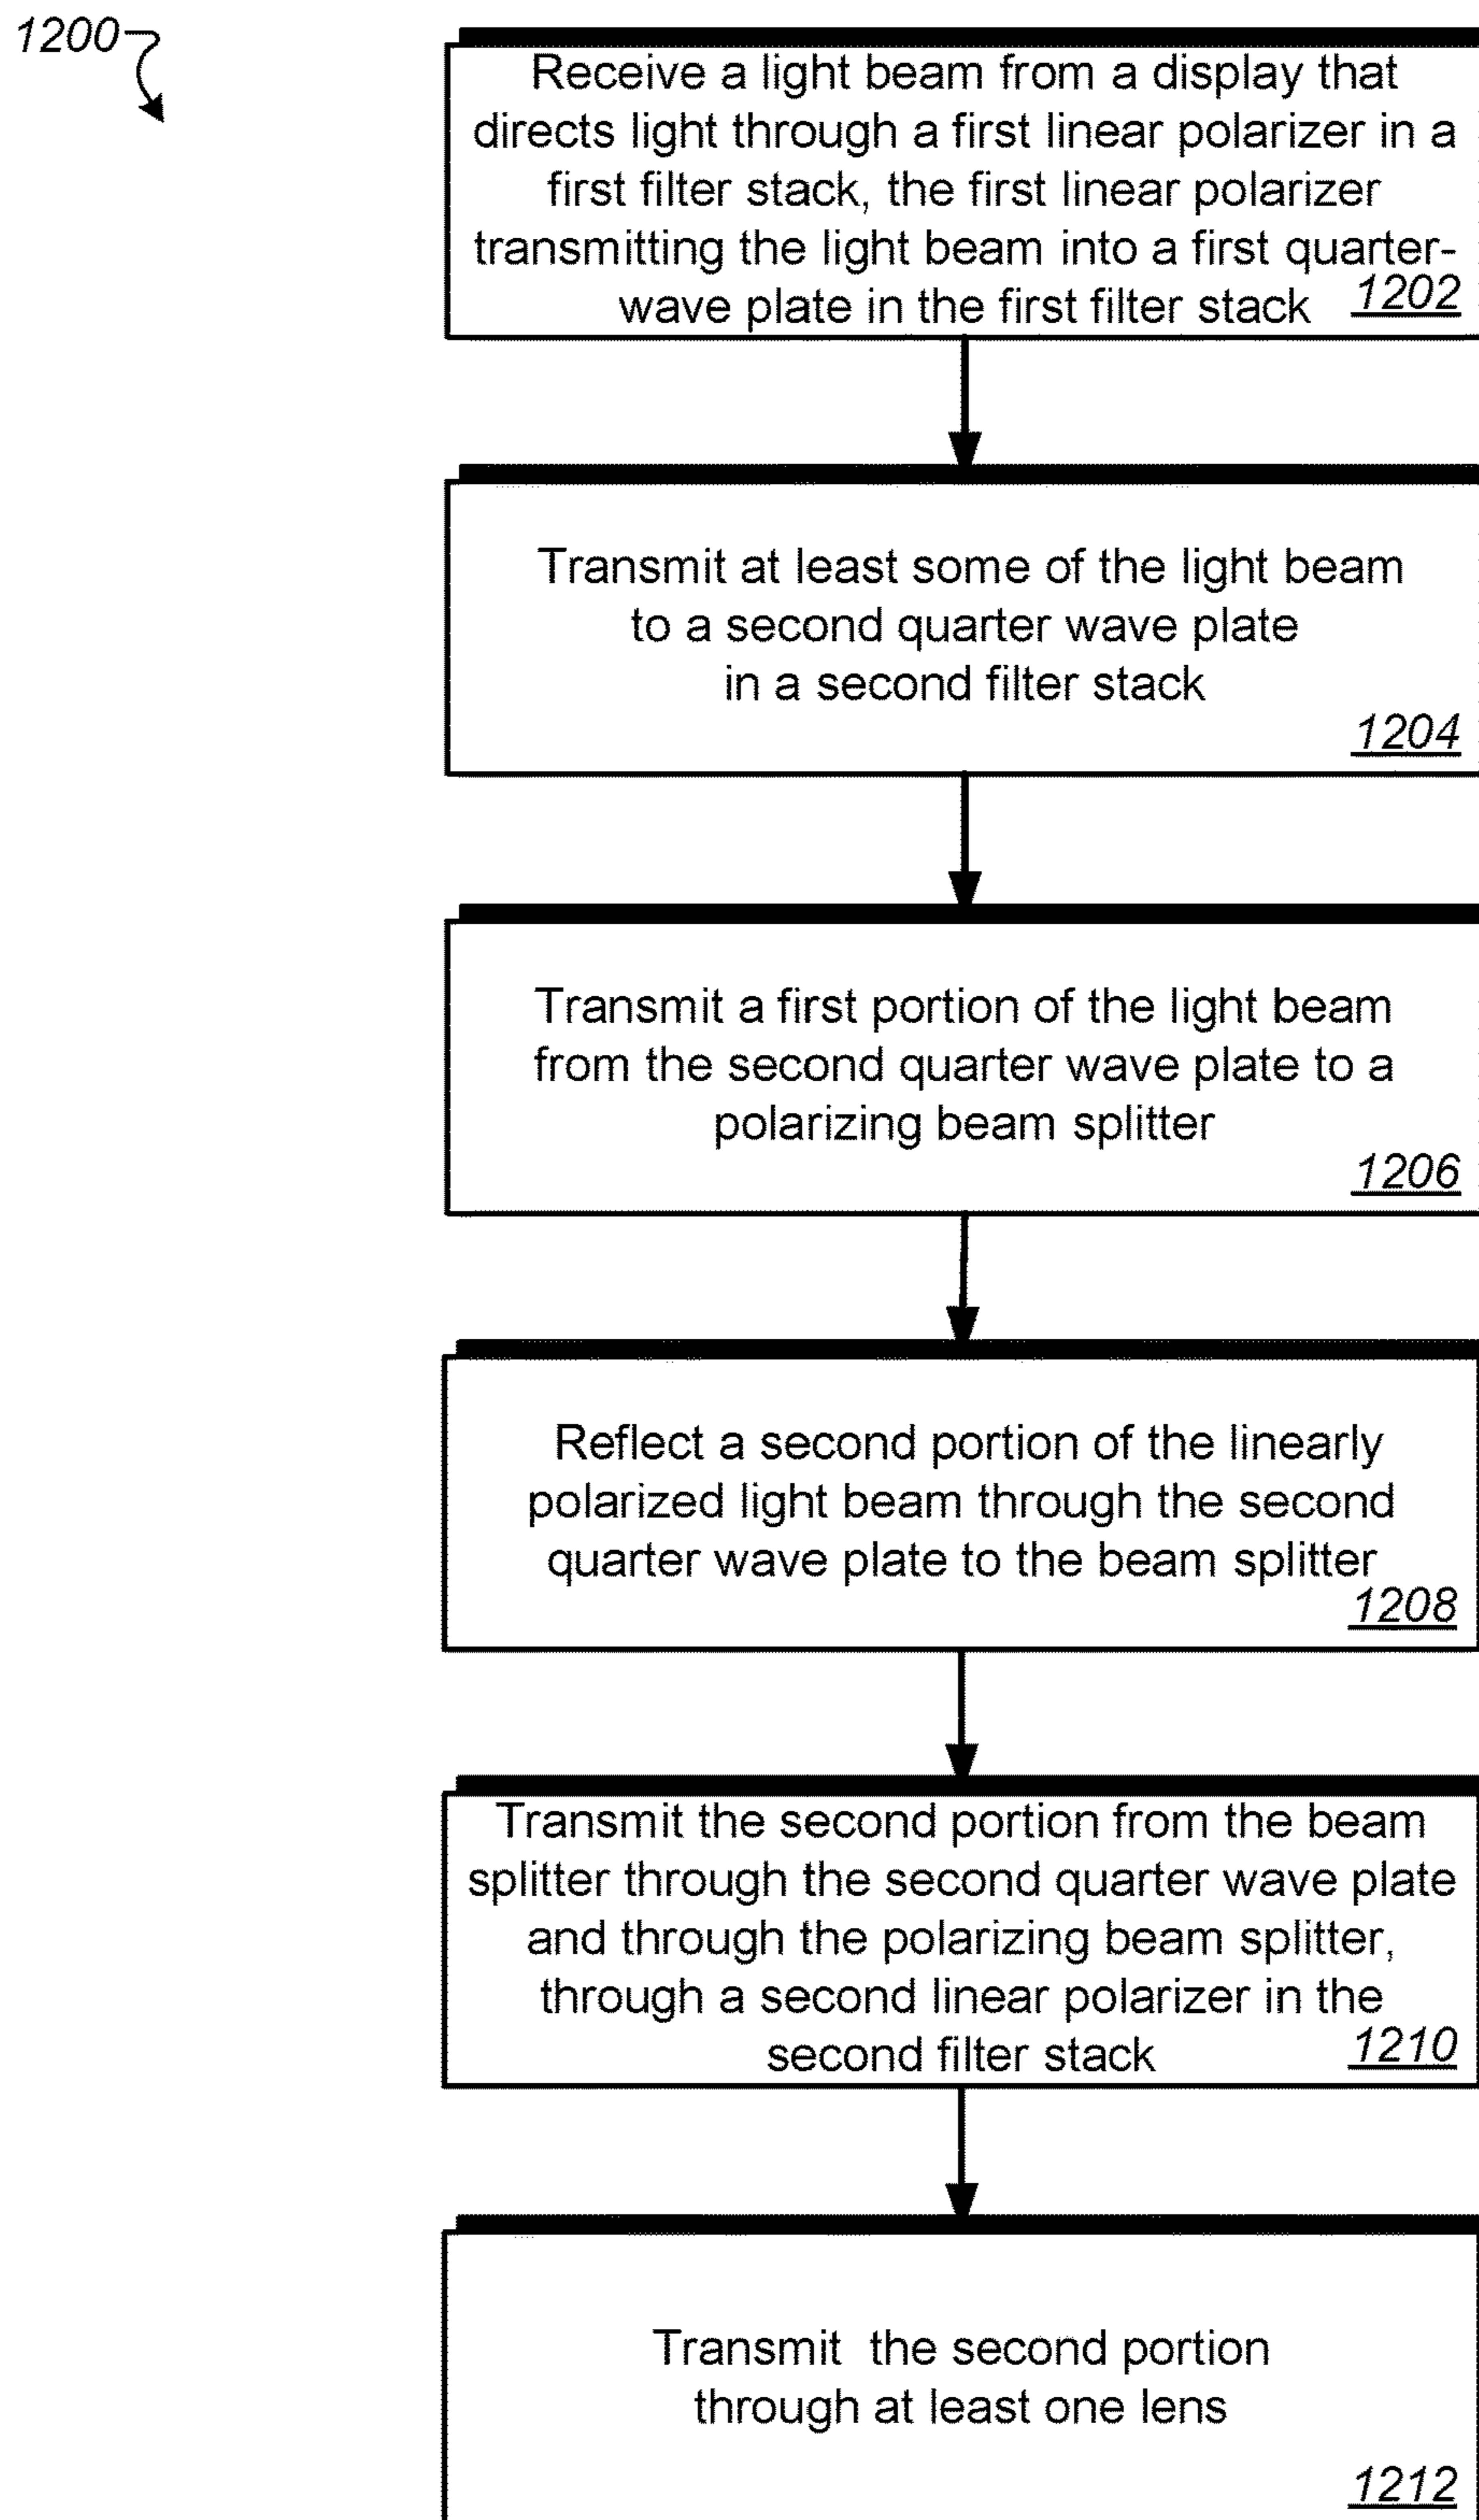 1200
Receive a light beam from a display that
directs light through a first linear polarizer in a
first filter stack, the first linear polarizer
transmitting the light beam into a first quarter-
wave plate in the first filter stack 1202
Transmit at least some of the light beam
to a second quarter wave plate
in a second filter stack
1204
Transmit a first portion of the light beam
from the second quarter wave plate to a
polarizing beam splitter
1206
Reflect a second portion of the linearly
polarized light beam through the second
quarter wave plate to the beam splitter
1208
Transmit the second portion from the beam
splitter through the second quarter wave plate
and through the polarizing beam splitter,
through a second linear polarizer in the
second filter stack 1210
Transmit the second portion
through at least one lens
1212